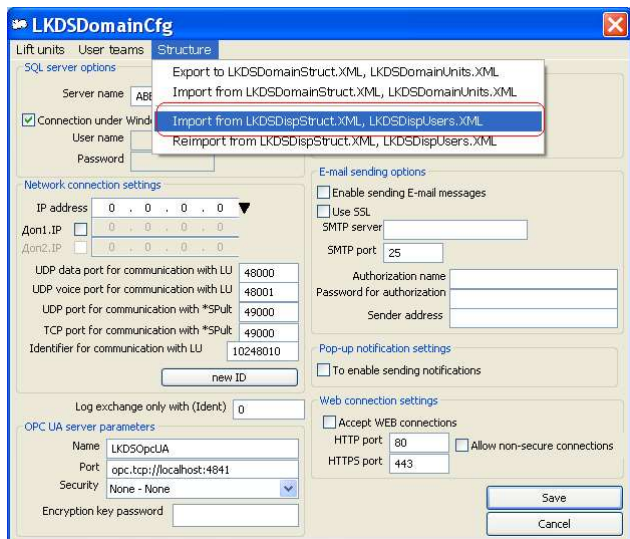 LKDSDomainCfg
Lift units User teams Structure
Export to LKDSDomainStruct.XML, LKDSDomainUnits.XML
Import from LKDSDomainStruct.XML, LKDSDomainUnits.XML
Import from LKDSDispStruct.XML, LKDSDispUsers.XML
Reimport from LKDSDispStruct.XML, LKDSDispUsers.XML
SQL server options
Server name
Connection under
User name
Password
Network connection settings
IP address 0 . 0 . 0 . 0
Доп1.IP 0 . 0 . 0 . 0
Доп2.IP 0 . 0 . 0 . 0
UDP data port for communication with LU 48000
UDP voice port for communication with LU 48001
UDP port for communication with *SPult 49000
TCP port for communication with *SPult 49000
Identifier for communication with LU 10248010
new ID
Log exchange only with (Ident) 0
OPC UA server parameters
Name LKDSOpcUA
Port opc.tcp://localhost:4841
Security None - None
Encryption key password
E-mail sending options
Enable sending E-mail messages
Use SSL
SMTP server
SMTP port 25
Authorization name
Password for authorization
Sender address
Pop-up notification settings
To enable sending notifications
Web connection settings
Accept WEB connections
HTTP port 80 Allow non-secure connections
HTTPS port 443
Save
Cancel